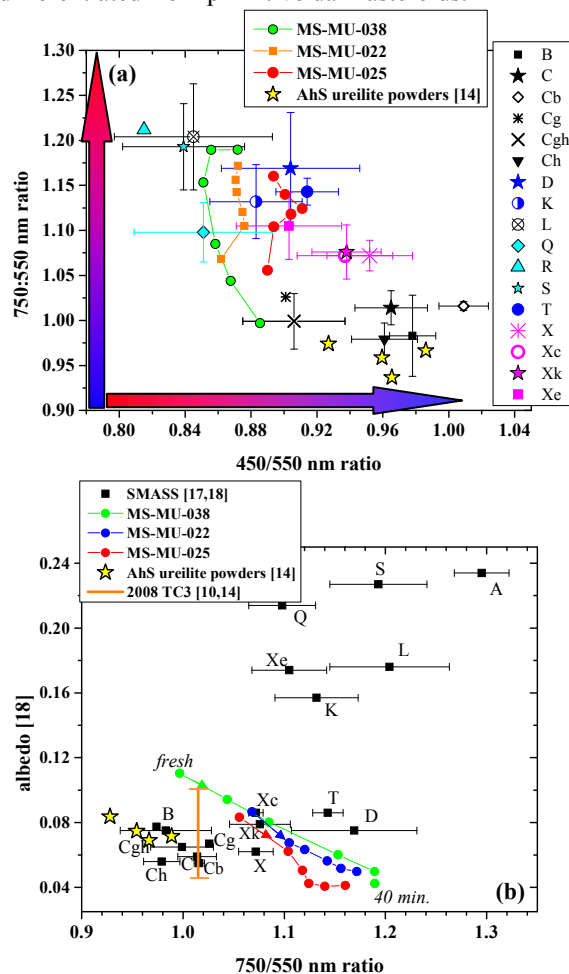 MS-MU-038
MS-MU-022
MS-MU-025
AhS ureilite powders [14]
B
C
Cb
Cg
Cgh
Ch
D
K
L
Q
R
S
T
X
Xc
Xk
Xe
(a)
750:550 nm ratio
1.30
1.25
1.20
1.15
1.10
1.05
1.00
0.95
0.90
0.80 0.84 0.88 0.92 0.96 1.00 1.04
450/550 nm ratio
SMASS [17,18]
MS-MU-038
MS-MU-022
MS-MU-025
AhS ureilite powders [14]
2008 TC3 [10,14]
albedo [18]
0.24
0.20
0.16
0.12
0.08
0.04
S
A
Q
Xe
L
K
fresh
Xc
T
B
Xk
D
Cgh
Cg
X
Ch
C
Cb
40 min.
(b)
0.9 1.0 1.1 1.2 1.3
750/550 nm ratio